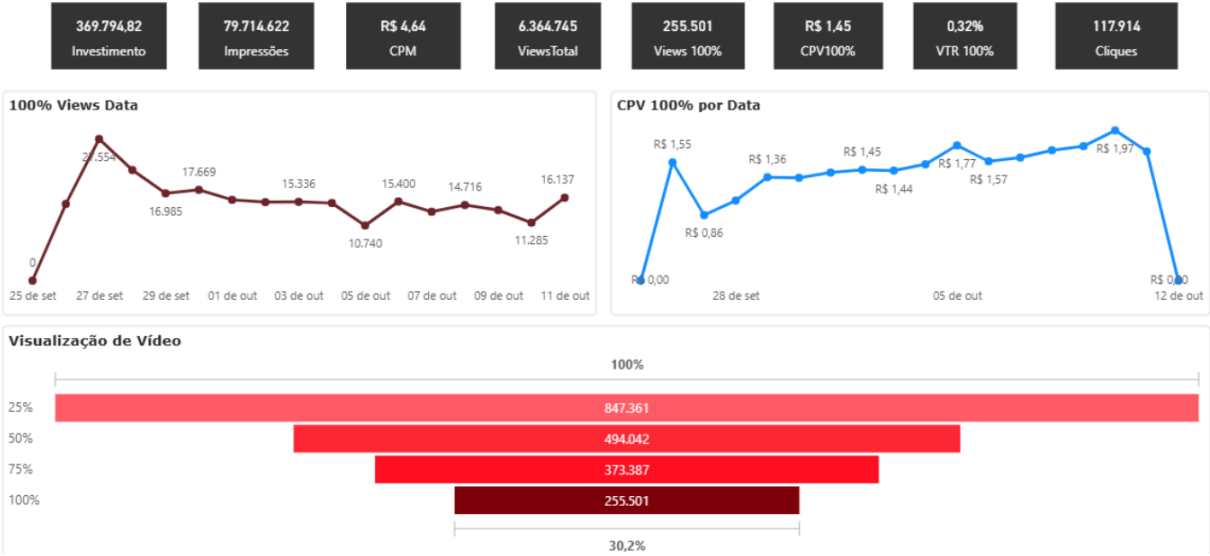 369.794,82 79.714.622 R$ 4,64 6.364.745 255.501 R$ 1,45 0,32% 117.914
Investimento Impressões CPM ViewsTotal Views 100% CPV100% VTR 100% Cliques
100% Views Data
27.554
17.669
16.985
15.336
15.400
14.716
16.137
10.740
11.285
0
25 de set 27 de set 29 de set 01 de out 03 de out 05 de out 07 de out 09 de out 11 de out
CPV 100% por Data
R$ 1,55
R$ 1,36
R$ 1,45
R$ 1,77
R$ 1,97
R$ 1,44
R$ 1,57
R$ 0,86
R$ 0,00
R$ 0,00
28 de set 05 de out 12 de out
Visualização de Vídeo
100%
25% 847.361
50% 494.042
75% 373.387
100% 255.501
30,2%